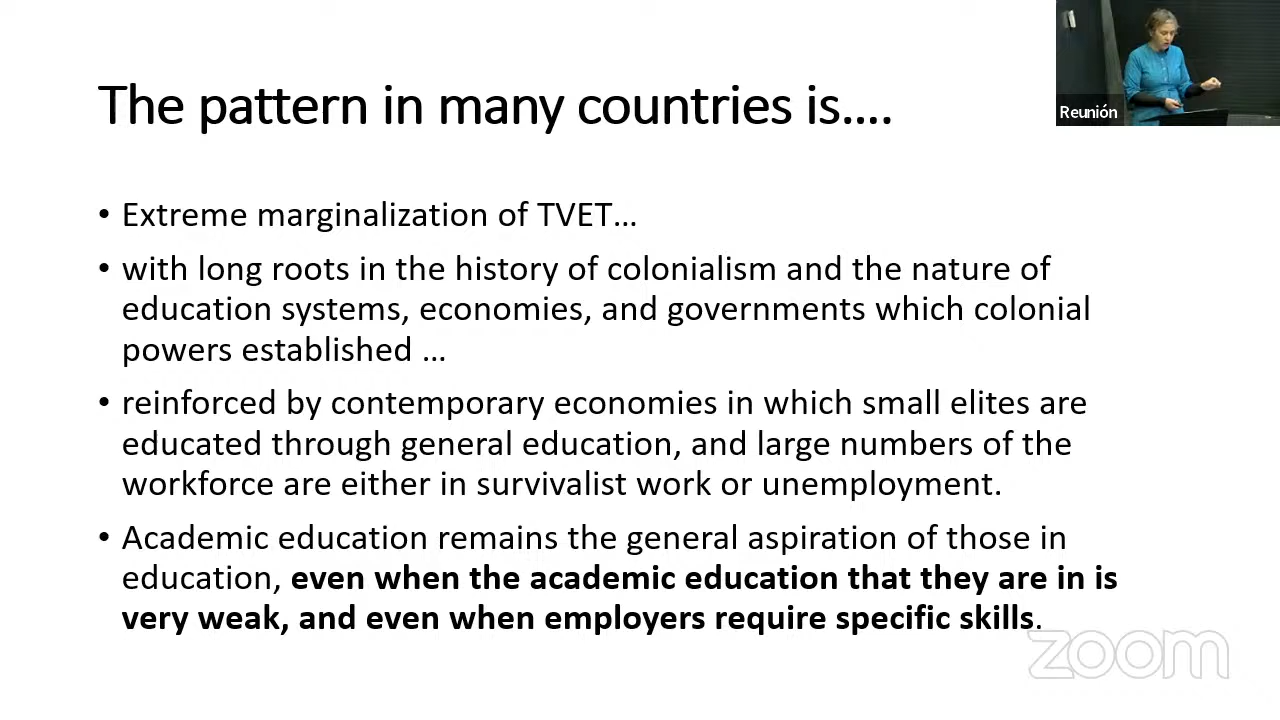 The pattern in many countries is....
Reunión
• Extreme marginalization of TVET...
• with long roots in the history of colonialism and the nature of
education systems, economies, and governments which colonial
powers established ...
• reinforced by contemporary economies in which small elites are
educated through general education, and large numbers of the
workforce are either in survivalist work or unemployment.
• Academic education remains the general aspiration of those in
education, even when the academic education that they are in is
very weak, and even when employers require specific skills.
zoom